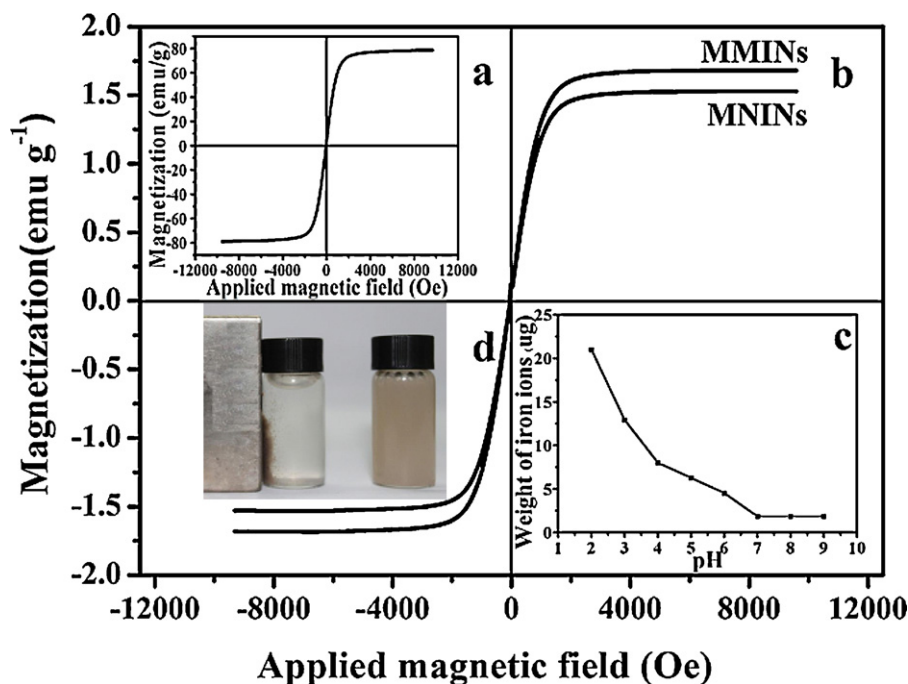 2.0
1.5
1.0
0.5
0.0
-0.5
-1.0
-1.5
-2.0
Magnetization(emu g-1)
-12000 -8000 -4000 0 4000 8000 12000
Applied magnetic field (Oe)
a
80
60
40
20
0
-20
-40
-60
-80
Magnetization (emu/g)
-12000 -8000 -4000 0 4000 8000 12000
Applied magnetic field (Oe)
b
MMINs
MNINs
d
c
25
20
15
10
5
0
Weight of iron ions (ug)
1 2 3 4 5 6 7 8 9 10
pH